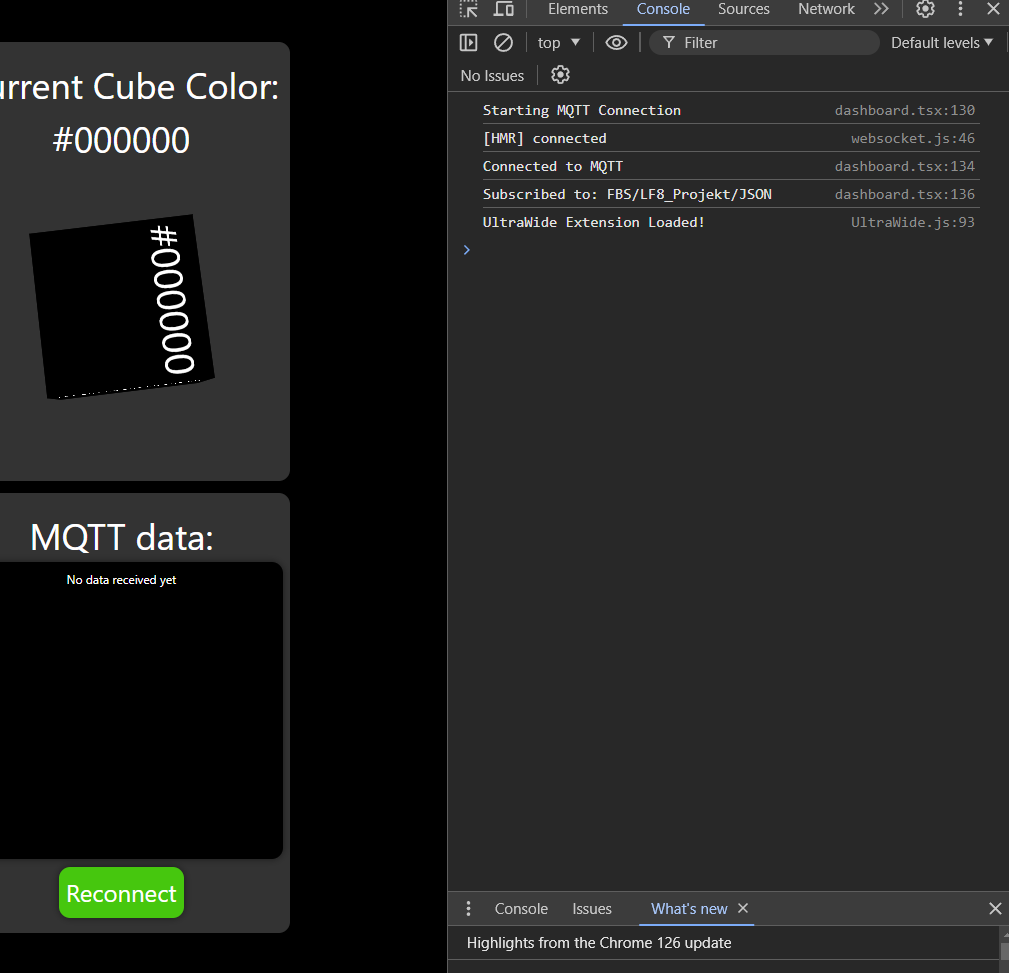 urrent Cube Color:
#000000
#000000
MQTT data:
No data received yet
Reconnect
Elements Console Sources Network
top Filter Default levels
No Issues
Starting MQTT Connection dashboard.tsx:130
[HMR] connected websocket.js:46
Connected to MQTT dashboard.tsx:134
Subscribed to: FBS/LF8_Projekt/JSON dashboard.tsx:136
UltraWide Extension Loaded! UltraWide.js:93
Console Issues What's new
Highlights from the Chrome 126 update